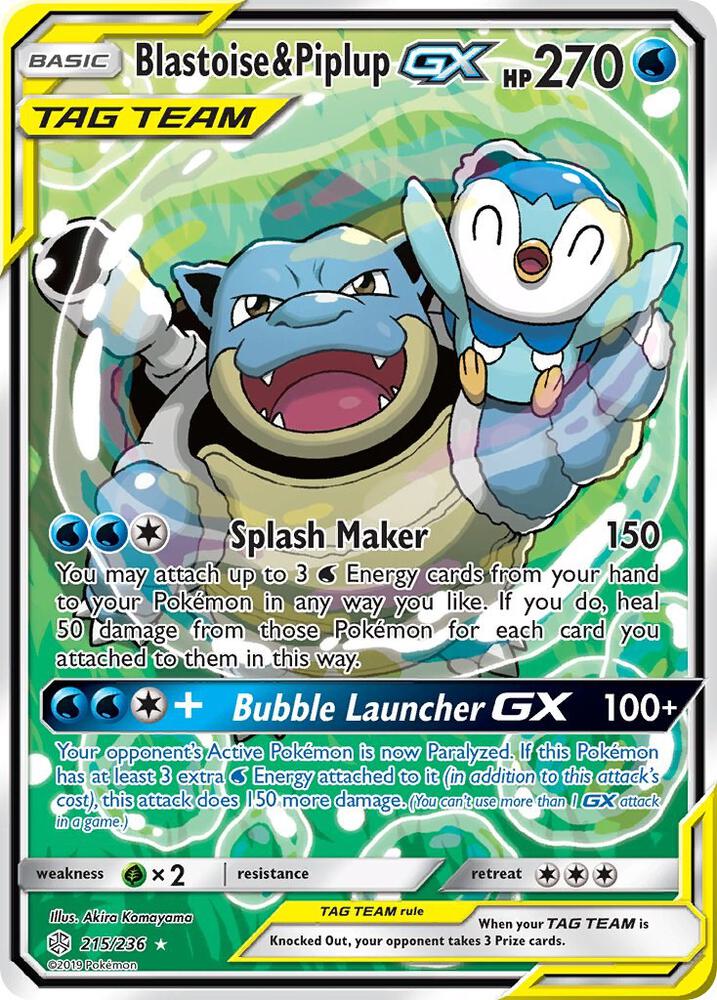 BASIC Blastoise&Piplup GX HP270
TAG TEAM
Splash Maker 150
You may attach up to 3 Energy cards from your hand
to your Pokémon in any way you like. If you do, heal
50 damage from those Pokémon for each card you
attached to them in this way.
+ Bubble Launcher GX 100+
Your opponent's Active Pokémon is now Paralyzed. If this Pokémon
has at least 3 extra Energy attached to it (in addition to this attack's
cost), this attack does 150 more damage. (You can't use more than 1 GX attack
in a game.)
weakness ×2 resistance retreat
Illus. Akira Komayama
215/236
©2019 Pokémon
TAG TEAM rule
When your TAG TEAM is
Knocked Out, your opponent takes 3 Prize cards.